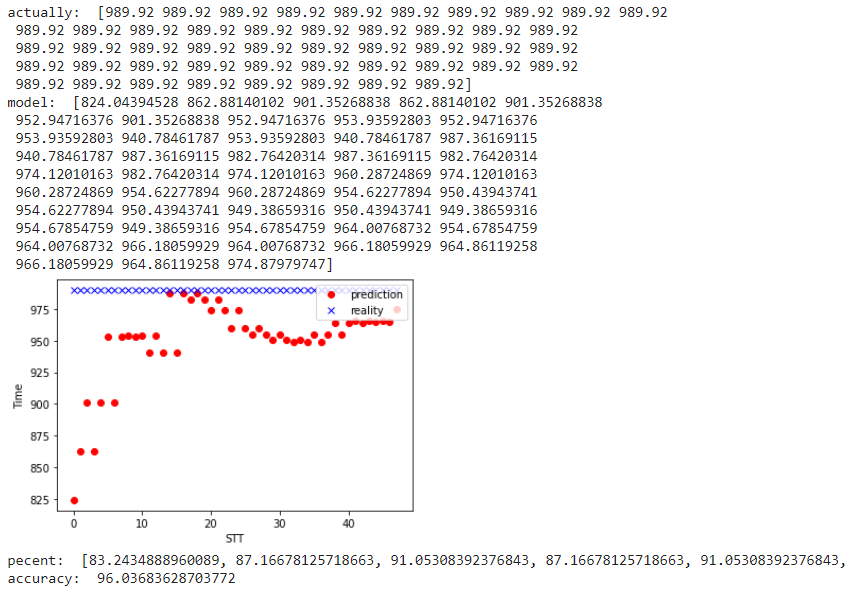 actually:  [989.92 989.92 989.92 989.92 989.92 989.92 989.92 989.92 989.92 989.92
989.92 989.92 989.92 989.92 989.92 989.92 989.92 989.92 989.92 989.92
989.92 989.92 989.92 989.92 989.92 989.92 989.92 989.92 989.92 989.92
989.92 989.92 989.92 989.92 989.92 989.92 989.92 989.92 989.92 989.92
989.92 989.92 989.92 989.92 989.92 989.92 989.92 989.92]
model:  [824.04394528 862.88140102 901.35268838 862.88140102 901.35268838
952.94716376 901.35268838 952.94716376 953.93592803 952.94716376
953.93592803 940.78461787 953.93592803 940.78461787 987.36169115
940.78461787 987.36169115 982.76420314 987.36169115 982.76420314
974.12010163 982.76420314 974.12010163 960.28724869 974.12010163
960.28724869 954.62277894 960.28724869 954.62277894 950.43943741
954.62277894 950.43943741 949.38659316 950.43943741 949.38659316
954.67854759 949.38659316 954.67854759 964.00768732 954.67854759
964.00768732 966.18059929 964.00768732 966.18059929 964.86119258
966.18059929 964.86119258 974.87979747]
prediction
reality
975
950
925
900
875
850
825
Time
0 10 20 30 40
STT
pecent:  [83.2434888960089, 87.16678125718663, 91.05308392376843, 87.16678125718663, 91.05308392376843,
accuracy:  96.03683628703772